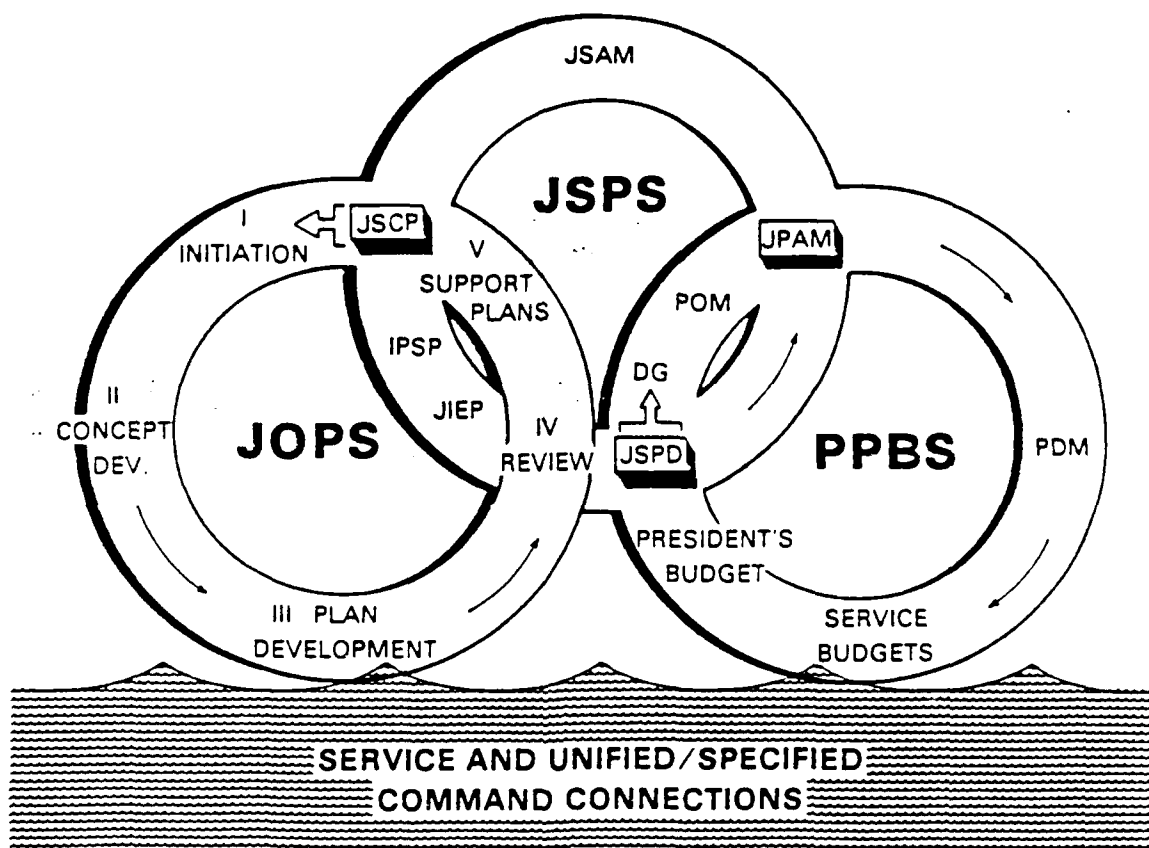 JSAM
JSPS
I
INITIATION
JSCP
V
SUPPORT
PLANS
IPSP
JIEP
II
CONCEPT
DEV.
JOPS
IV
REVIEW
III PLAN
DEVELOPMENT
JPAM
POM
DG
JSPD
PPBS
PDM
PRESIDENT'S
BUDGET
SERVICE
BUDGETS
SERVICE AND UNIFIED/SPECIFIED
COMMAND CONNECTIONS